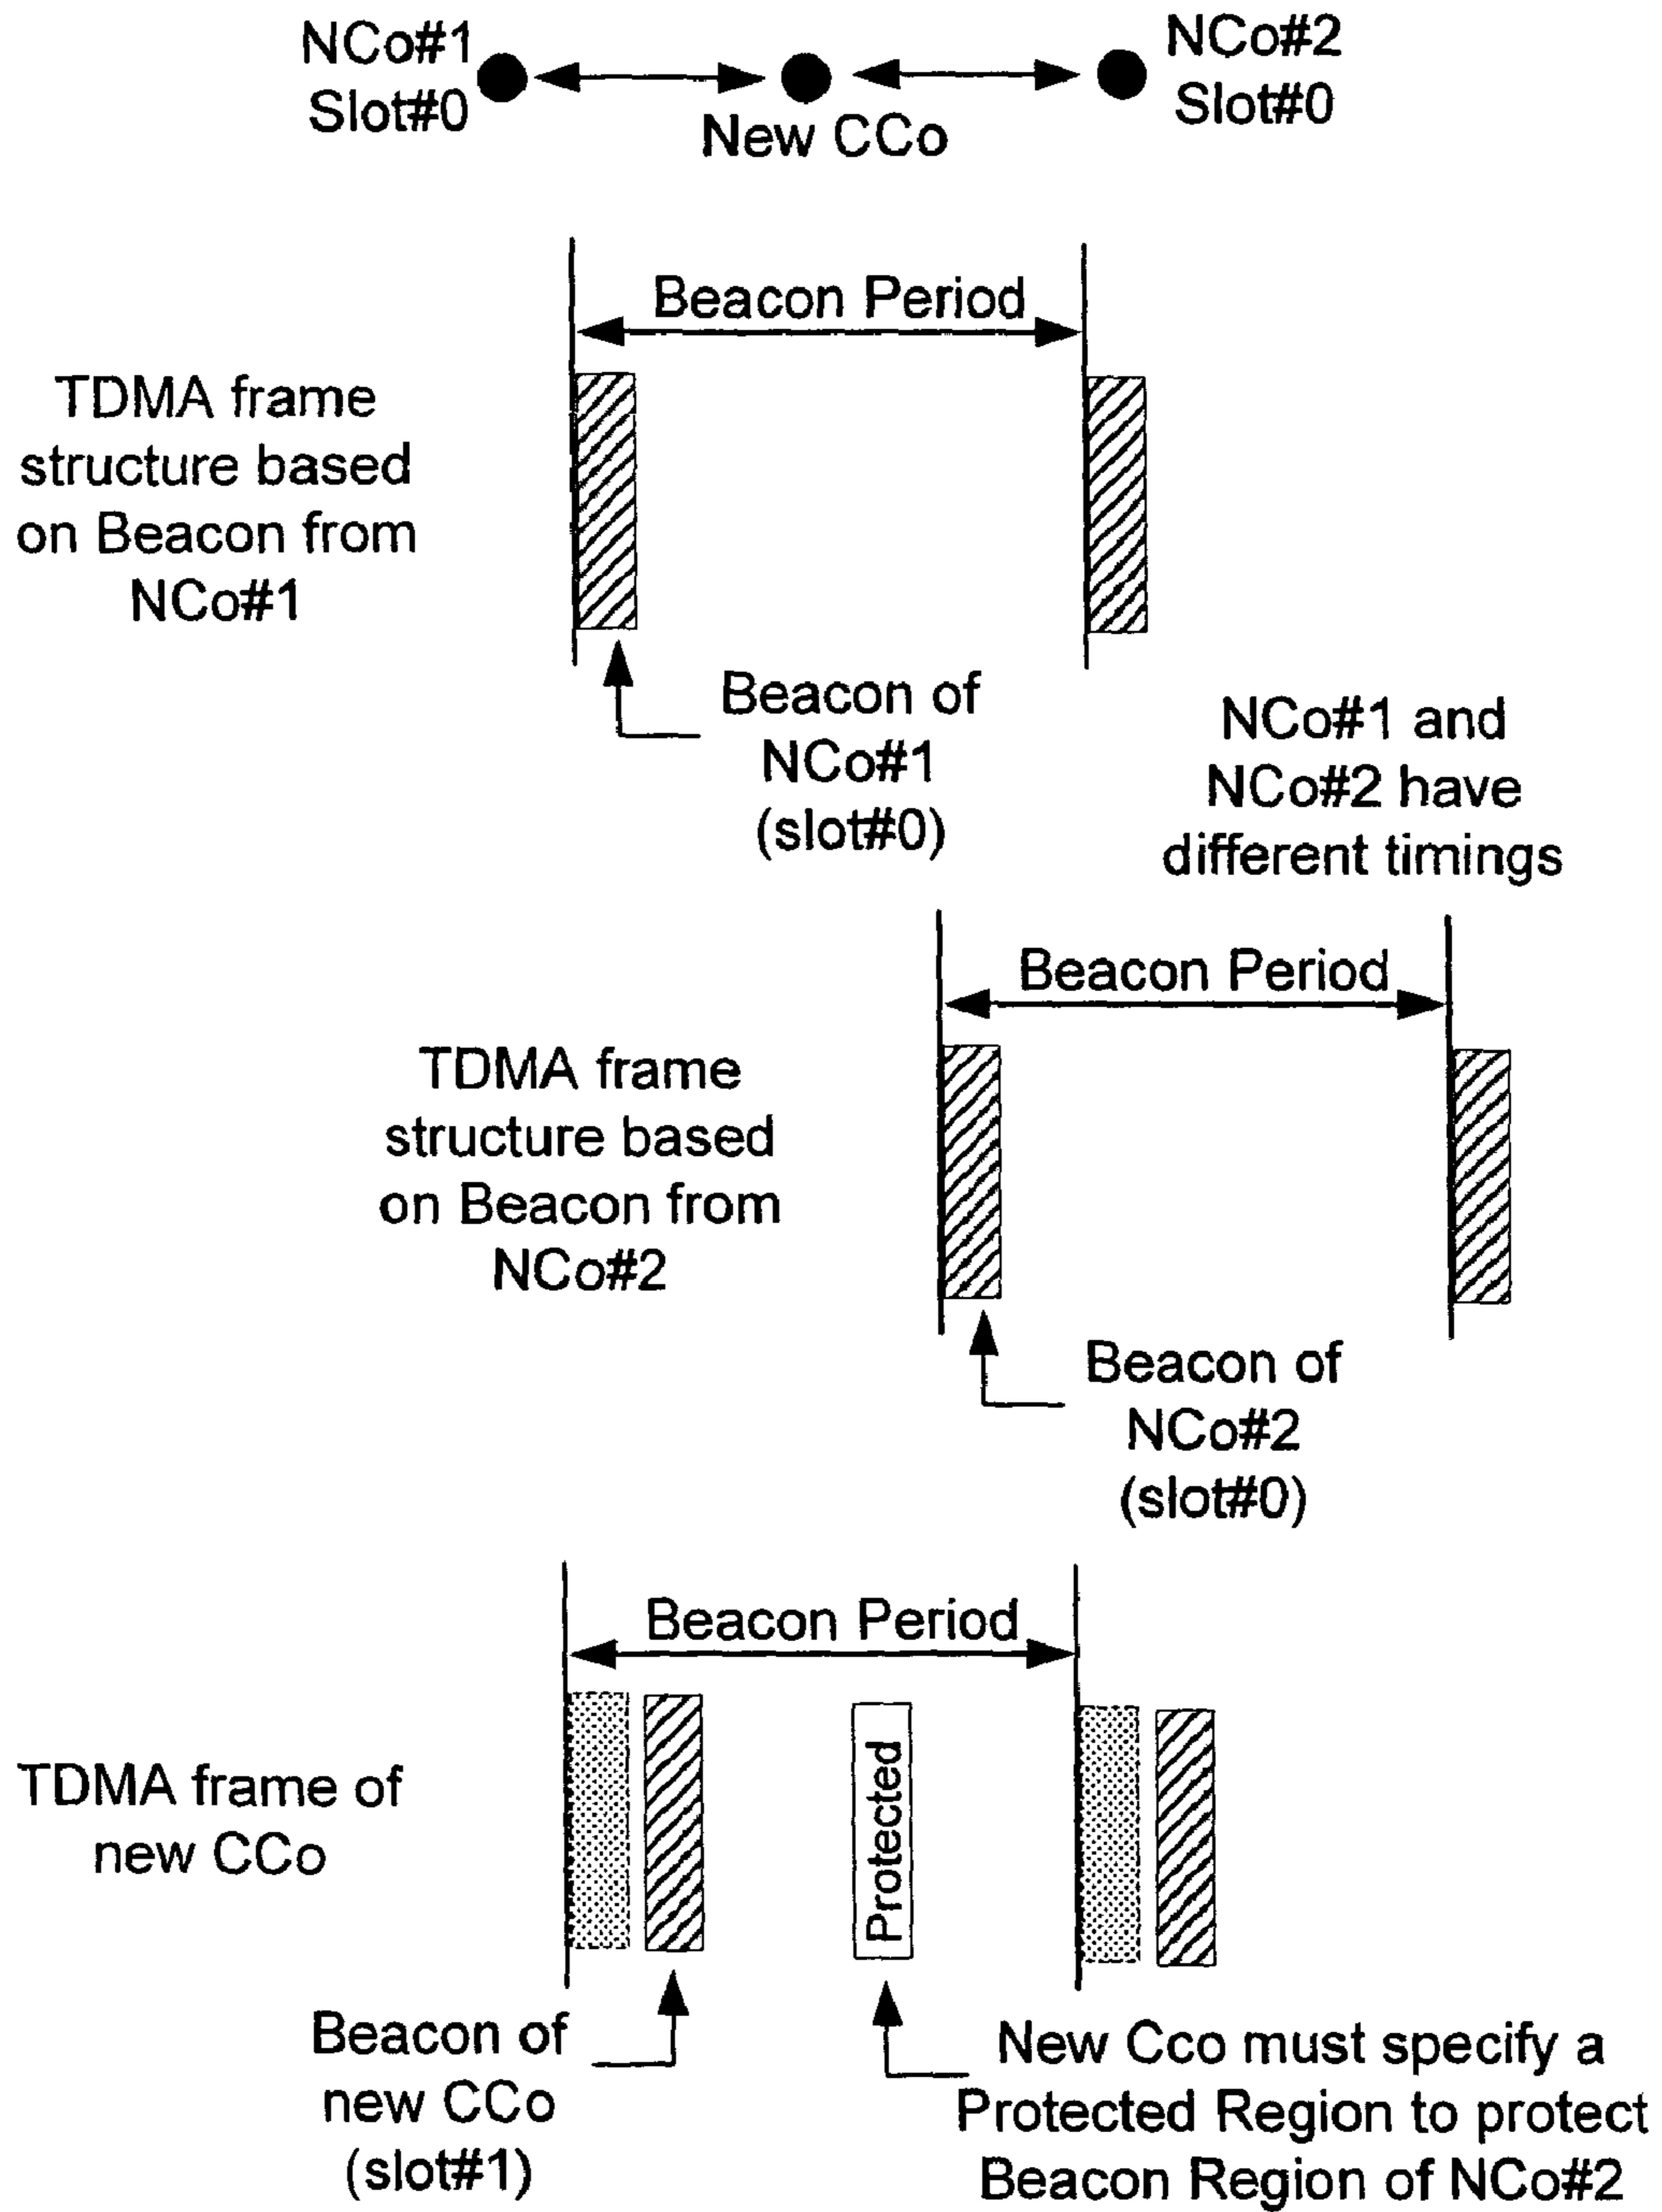 NCo#1
Slot#0
New CCo
NCo#2
Slot#0
Beacon Period
TDMA frame
structure based
on Beacon from
NCo#1
Beacon of
NCo#1
(slot#0)
NCo#1 and
NCo#2 have
different timings
Beacon Period
TDMA frame
structure based
on Beacon from
NCo#2
Beacon of
NCo#2
(slot#0)
Beacon Period
TDMA frame of
new CCo
Protected
Beacon of
new CCo
(slot#1)
New Cco must specify a
Protected Region to protect
Beacon Region of NCo#2